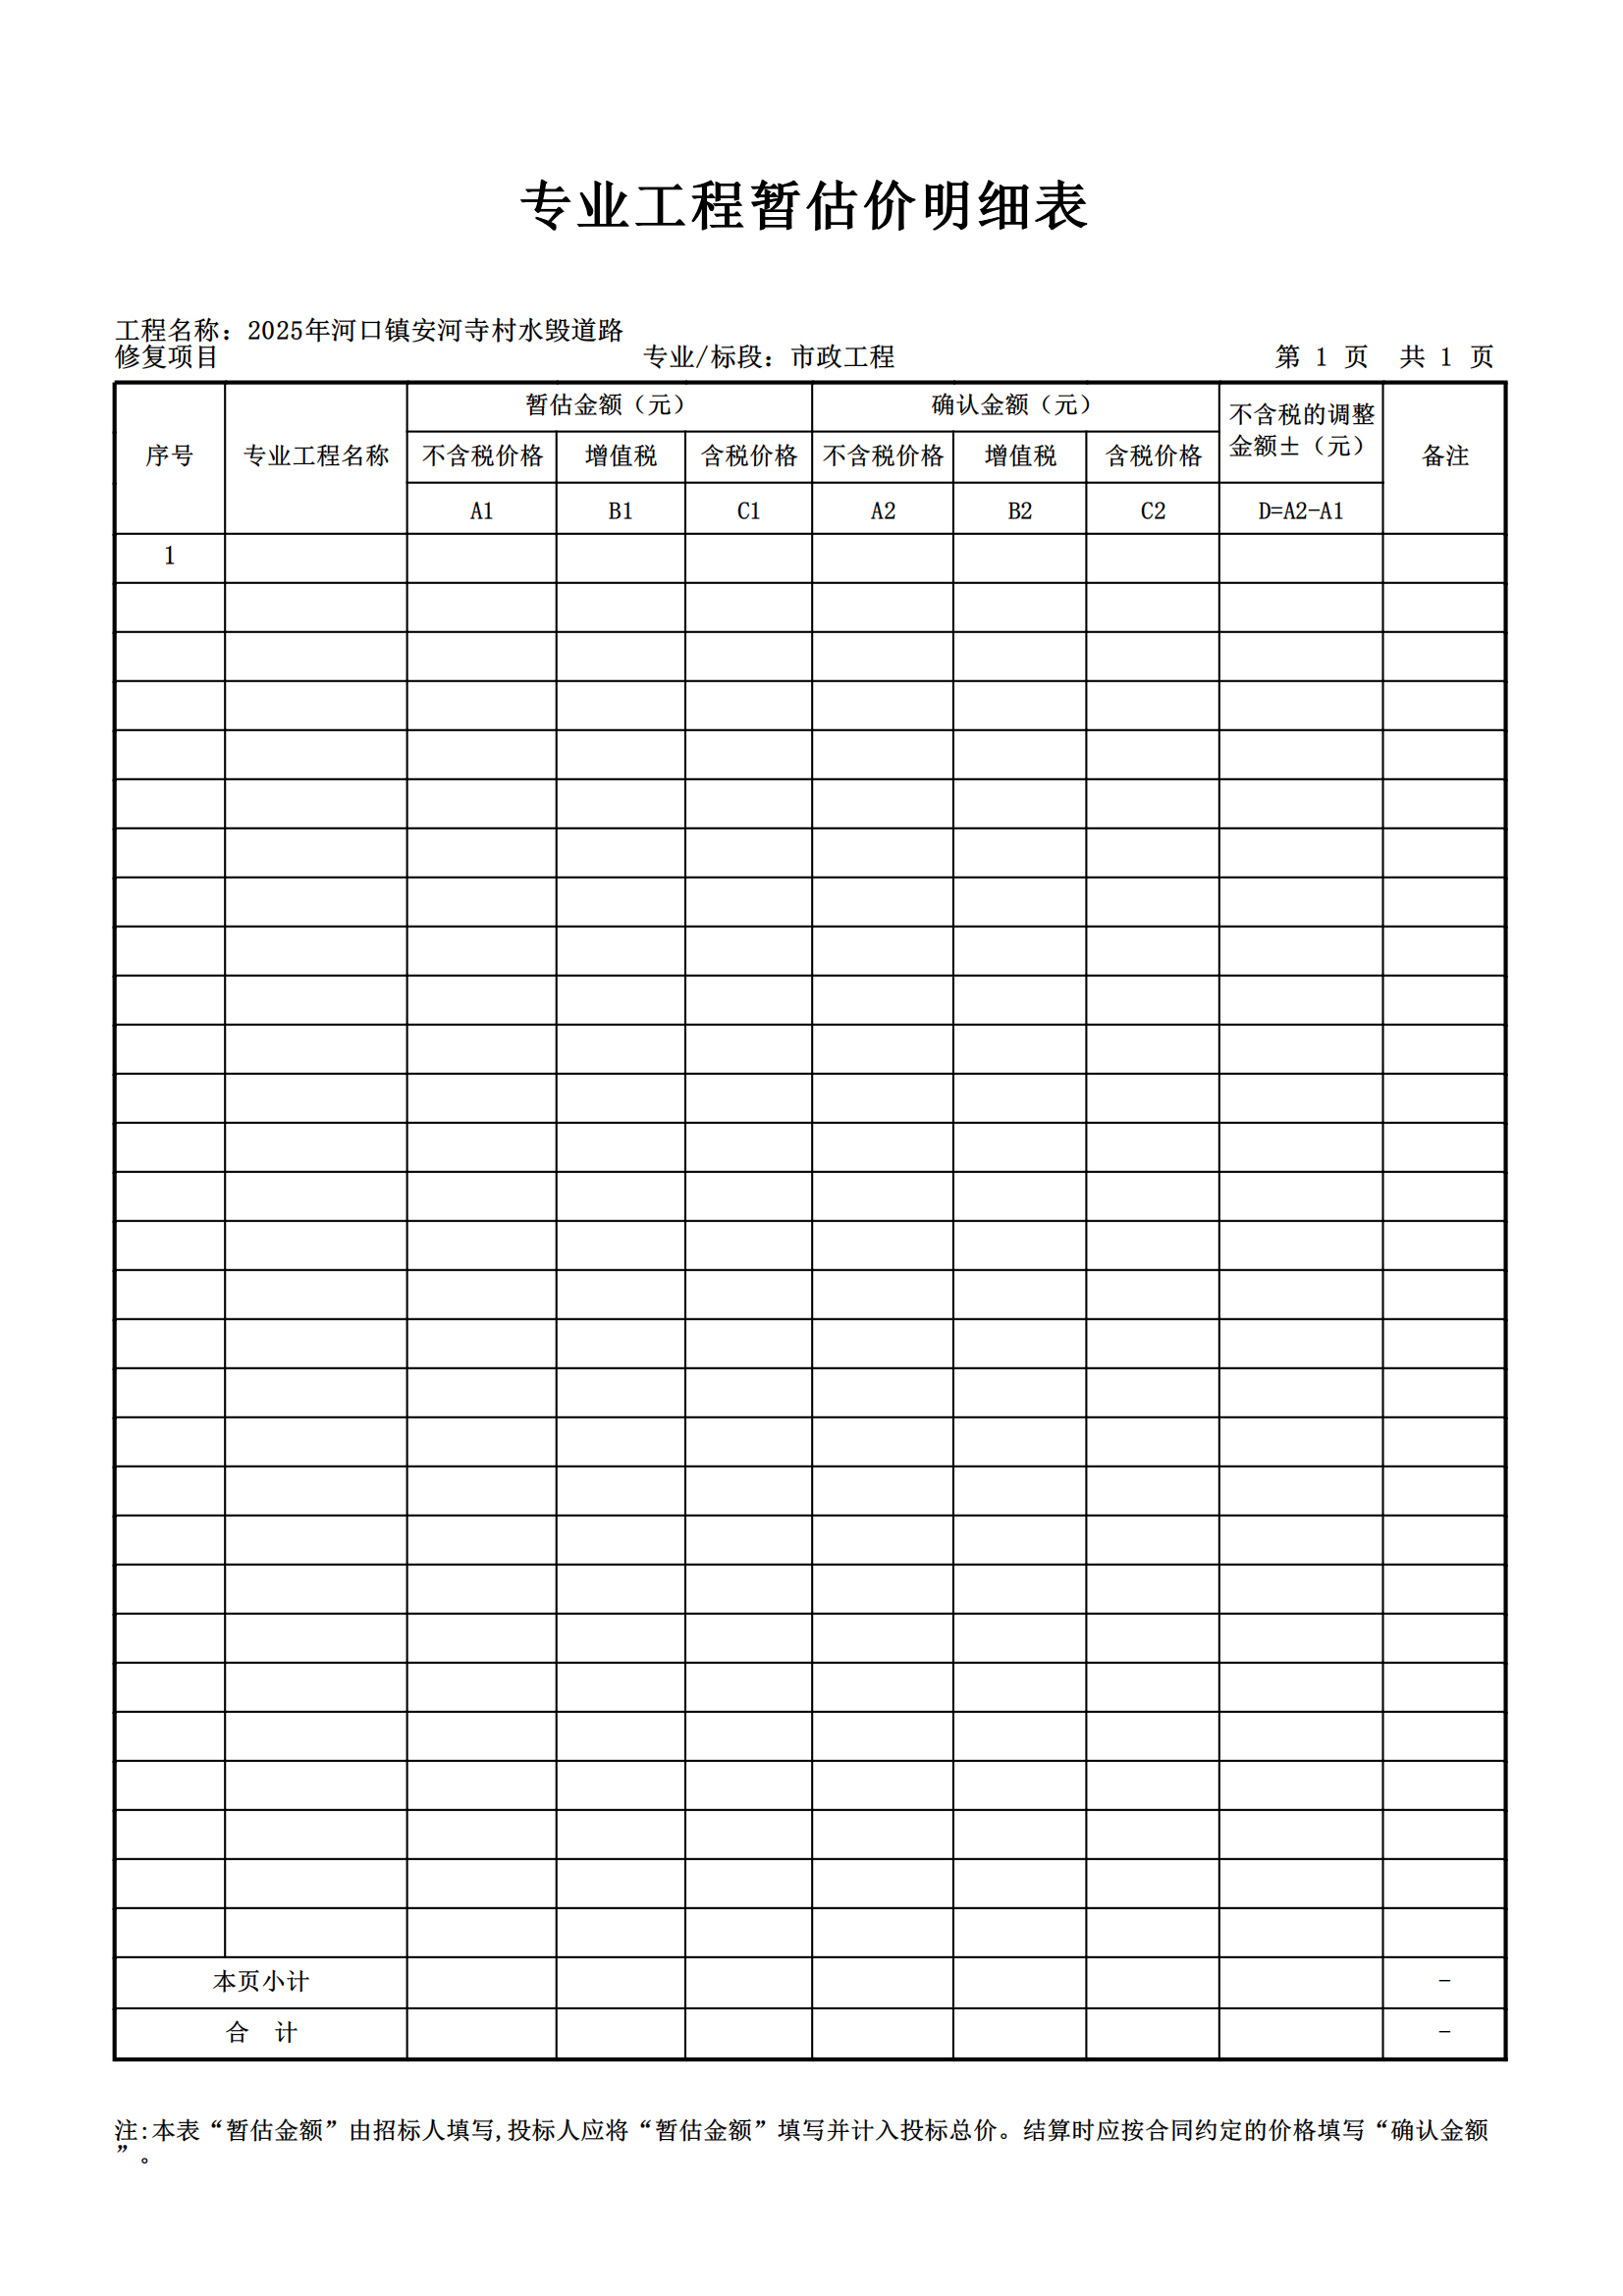 专业工程暂估价明细表
工程名称：2025年河口镇安河寺村水毁道路
修复项目 专业/标段：市政工程 第 1 页 共 1 页
暂估金额（元） 确认金额（元） 不含税的调整
金额±（元）
序号 专业工程名称 不含税价格 增值税 含税价格 不含税价格 增值税 含税价格 备注
A1 B1 C1 A2 B2 C2 D=A2-A1
1
本页小计 -
合 计 -
注:本表“暂估金额”由招标人填写,投标人应将“暂估金额”填写并计入投标总价。结算时应按合同约定的价格填写“确认金额
”。